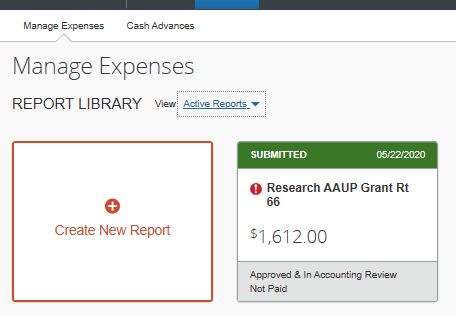 Manage Expenses Cash Advances
Manage Expenses
REPORT LIBRARY View Active Reports
SUBMITTED 05/22/2020
Research AAUP Grant Rt
66
$1,612.00
Create New Report
Approved & In Accounting Review
Not Paid